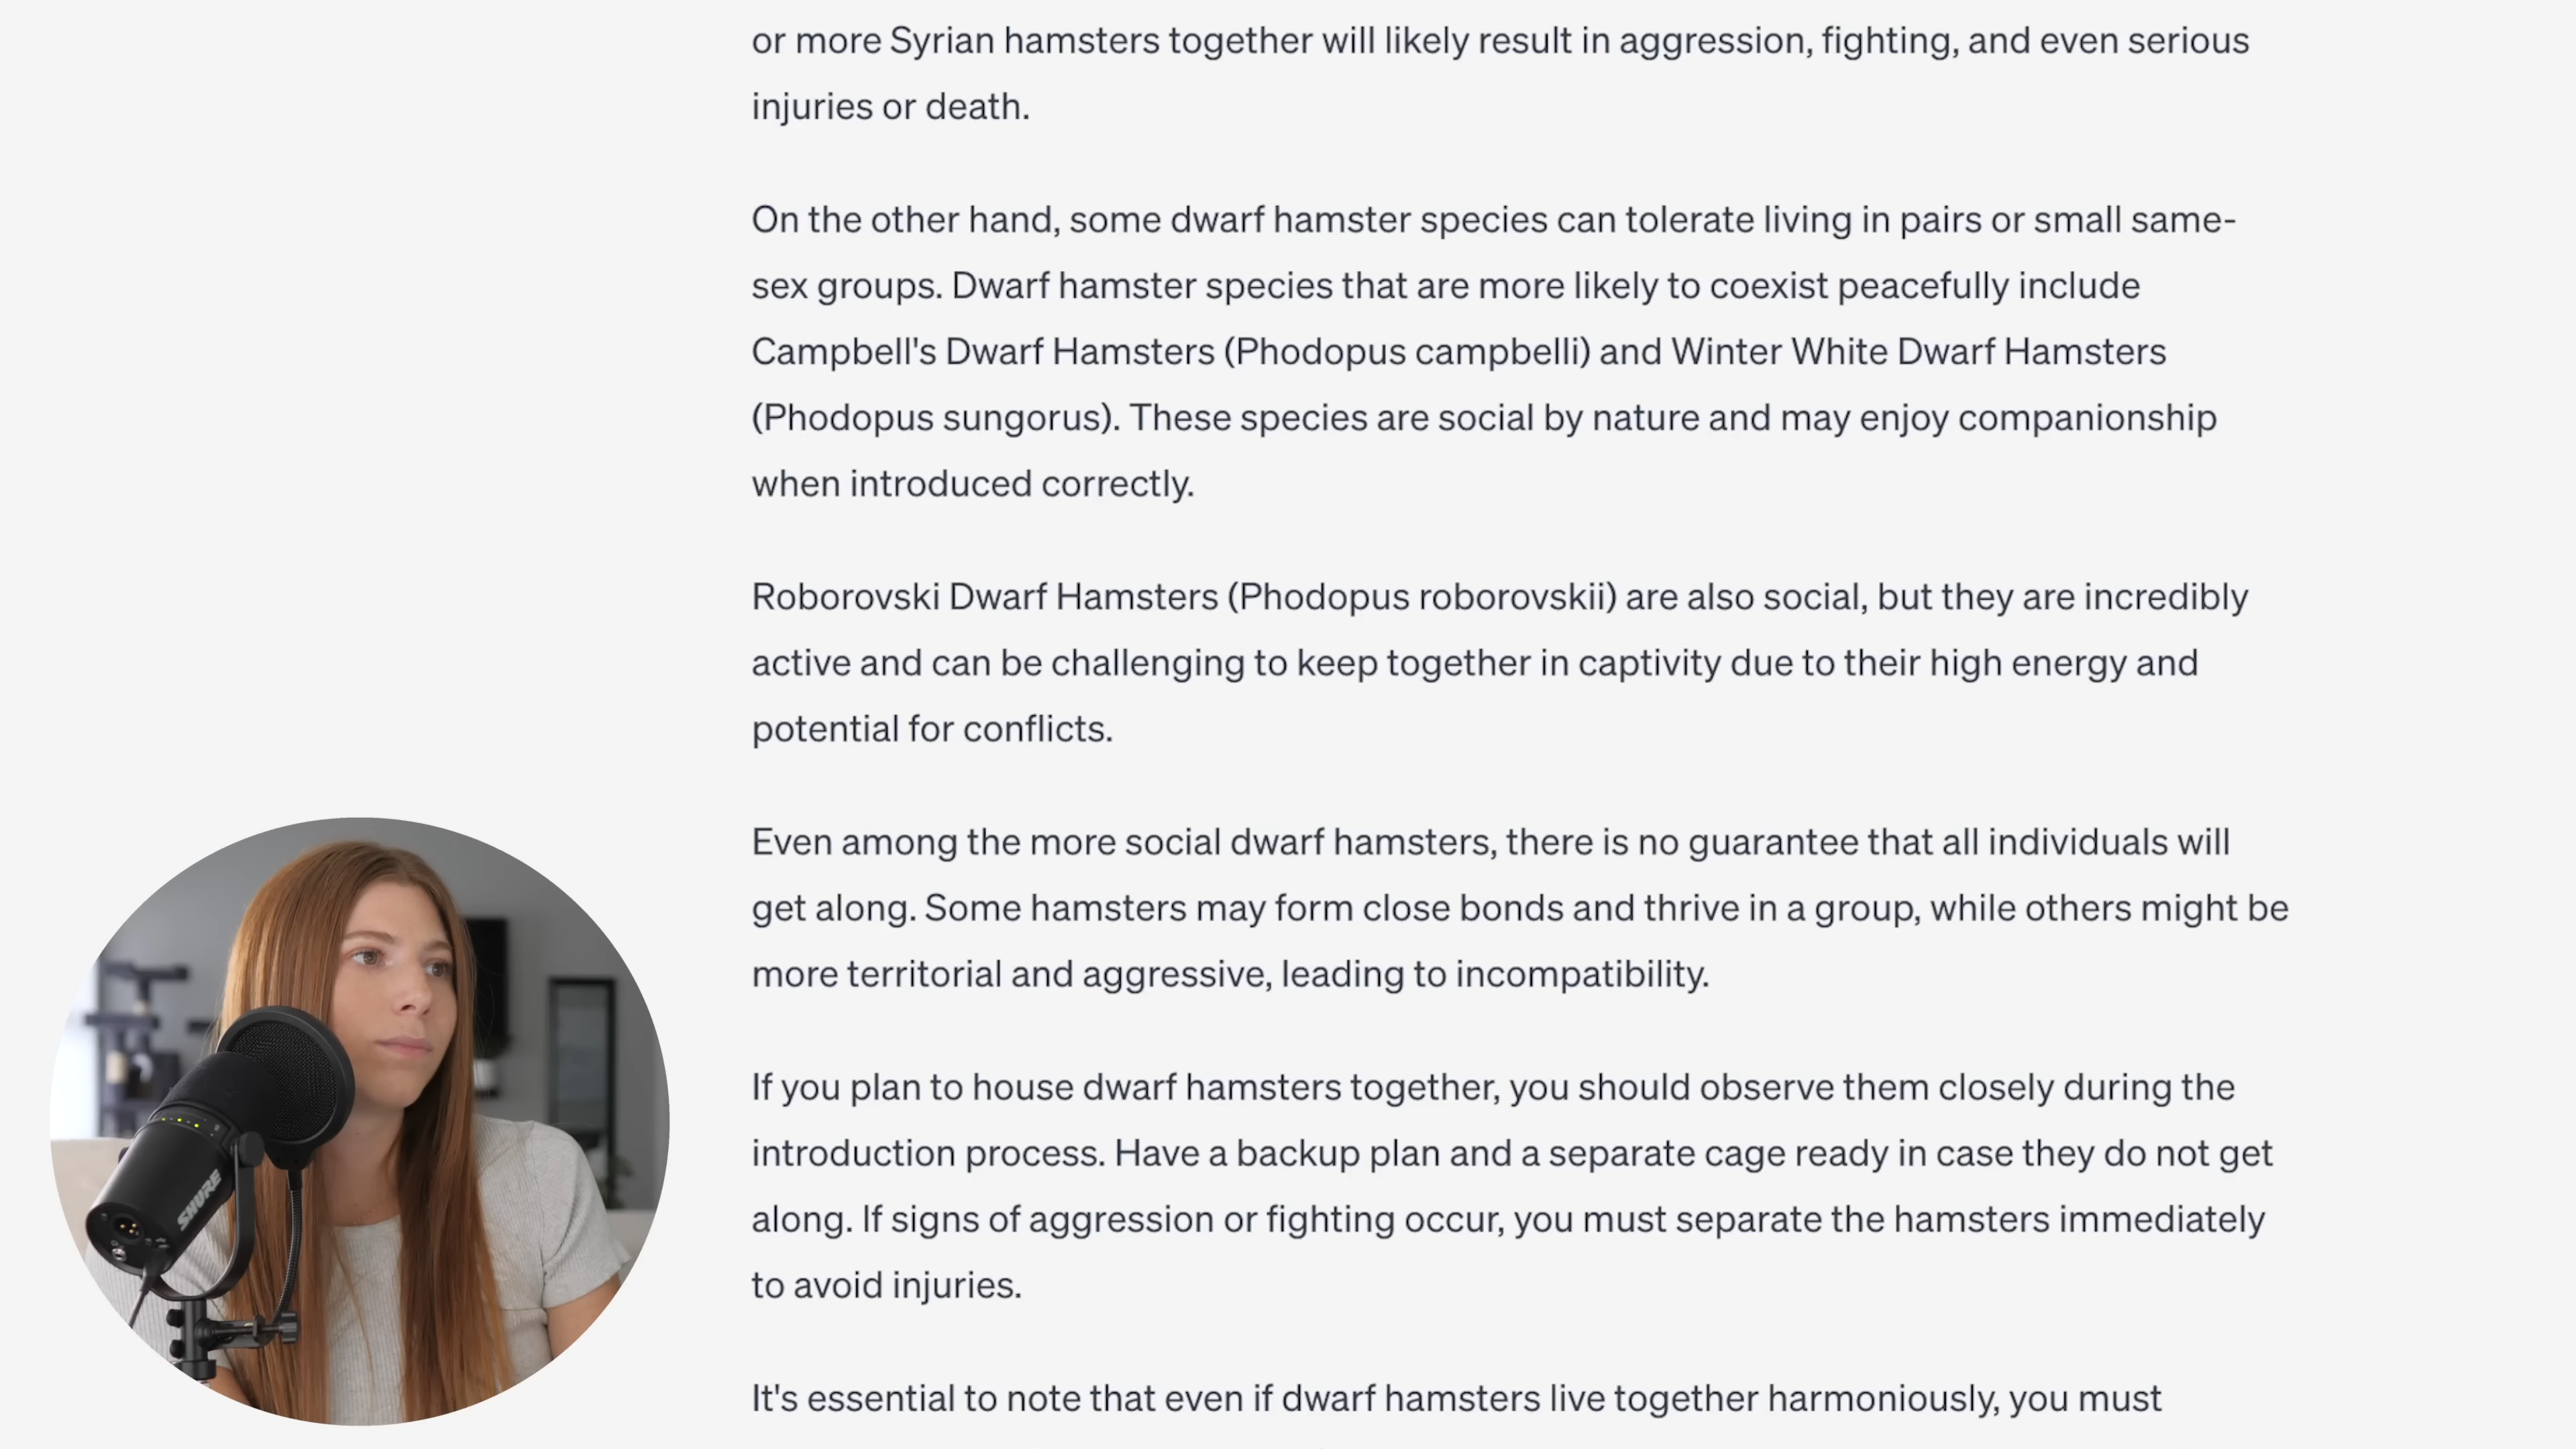 or more Syrian hamsters together will likely result in aggression, fighting, and even serious
injuries or death.
On the other hand, some dwarf hamster species can tolerate living in pairs or small same-
sex groups. Dwarf hamster species that are more likely to coexist peacefully include
Campbell's Dwarf Hamsters (Phodopus campbelli) and Winter White Dwarf Hamsters
(Phodopus sungorus). These species are social by nature and may enjoy companionship
when introduced correctly.
Roborovski Dwarf Hamsters (Phodopus roborovskii) are also social, but they are incredibly
active and can be challenging to keep together in captivity due to their high energy and
potential for conflicts.
Even among the more social dwarf hamsters, there is no guarantee that all individuals will
get along. Some hamsters may form close bonds and thrive in a group, while others might be
more territorial and aggressive, leading to incompatibility.
If you plan to house dwarf hamsters together, you should observe them closely during the
introduction process. Have a backup plan and a separate cage ready in case they do not get
along. If signs of aggression or fighting occur, you must separate the hamsters immediately
to avoid injuries.
It's essential to note that even if dwarf hamsters live together harmoniously, you must
SHURE